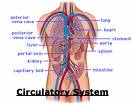 anterior
vena cava
posterior
vena cava
liver
portal vein
kidney
capillary bed
lung
heart
stomach
aorta
spleen
intestine
Circulatory System